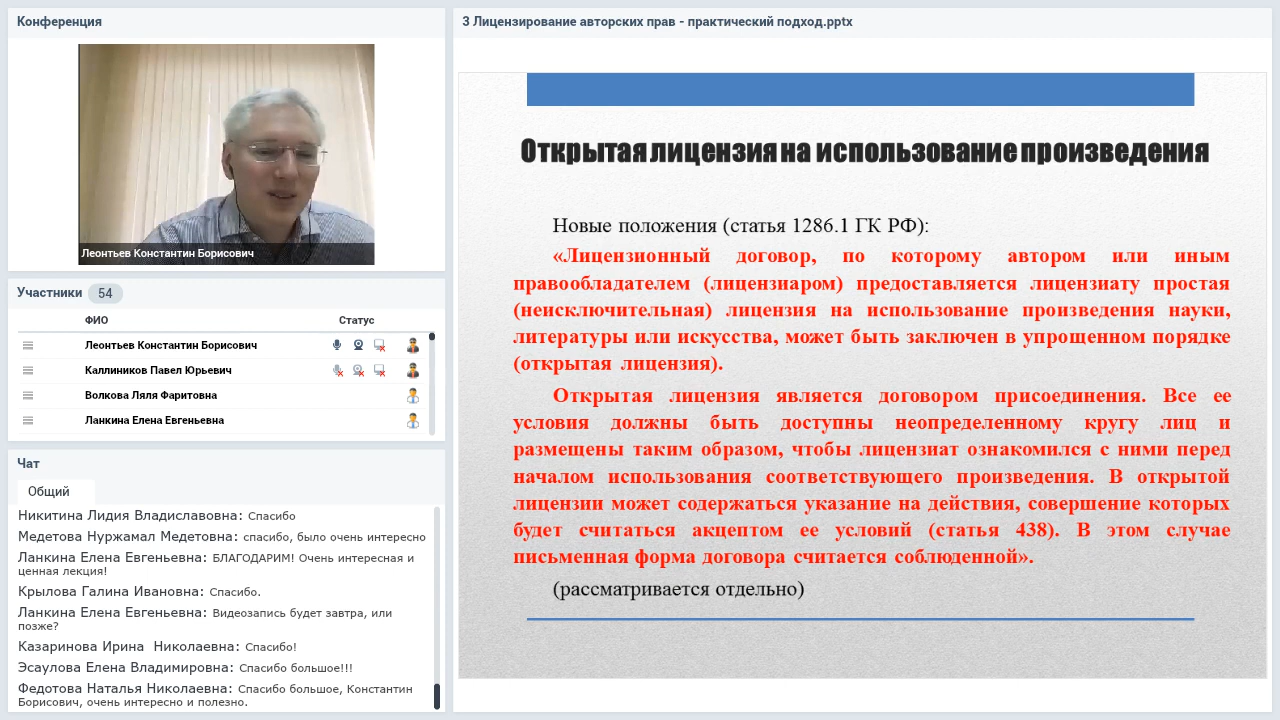 Конференция
Леонтьев Константин Борисович
Участники 54
ФИО Статус
Леонтьев Константин Борисович
Каллиников Павел Юрьевич
Волкова Ляля Фаритовна
Ланкина Елена Евгеньевна
Чат
Общий
Никитина Лидия Владиславовна: Спасибо
Медетова Нуржамал Медетовна: спасибо, было очень интересно
Ланкина Елена Евгеньевна: БЛАГОДАРИМ! Очень интересная и
ценная лекция!
Крылова Галина Ивановна: Спасибо.
Ланкина Елена Евгеньевна: Видеозапись будет завтра, или
позже?
Казаринова Ирина  Николаевна: Спасибо!
Эсаулова Елена Владимировна: Спасибо большое!!!
Федотова Наталья Николаевна: Спасибо большое, Константин
Борисович, очень интересно и полезно.
3 Лицензирование авторских прав - практический подход.pptx
Открытая лицензия на использование произведения
Новые положения (статья 1286.1 ГК РФ):
«Лицензионный договор, по которому автором или иным
правообладателем (лицензиаром) предоставляется лицензиату простая
(неисключительная) лицензия на использование произведения науки,
литературы или искусства, может быть заключен в упрощенном порядке
(открытая лицензия).
Открытая лицензия является договором присоединения. Все ее
условия должны быть доступны неопределенному кругу лиц и
размещены таким образом, чтобы лицензиат ознакомился с ними перед
началом использования соответствующего произведения. В открытой
лицензии может содержаться указание на действия, совершение которых
будет считаться акцептом ее условий (статья 438). В этом случае
письменная форма договора считается соблюденной».
(рассматривается отдельно)